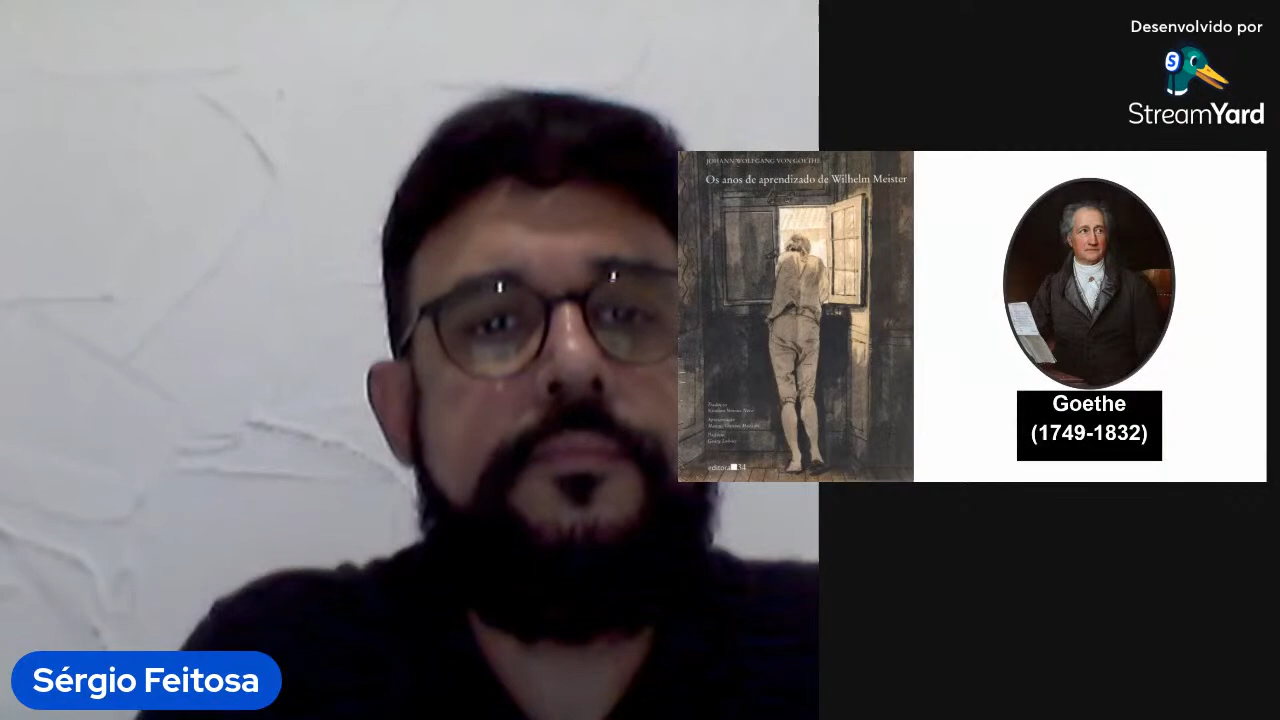 Desenvolvido por
StreamYard
JOHANN WOLFGANG VON GOETHE
Os anos de aprendizado de Wilhelm Meister
Goethe
(1749-1832)
editora 34
Sérgio Feitosa